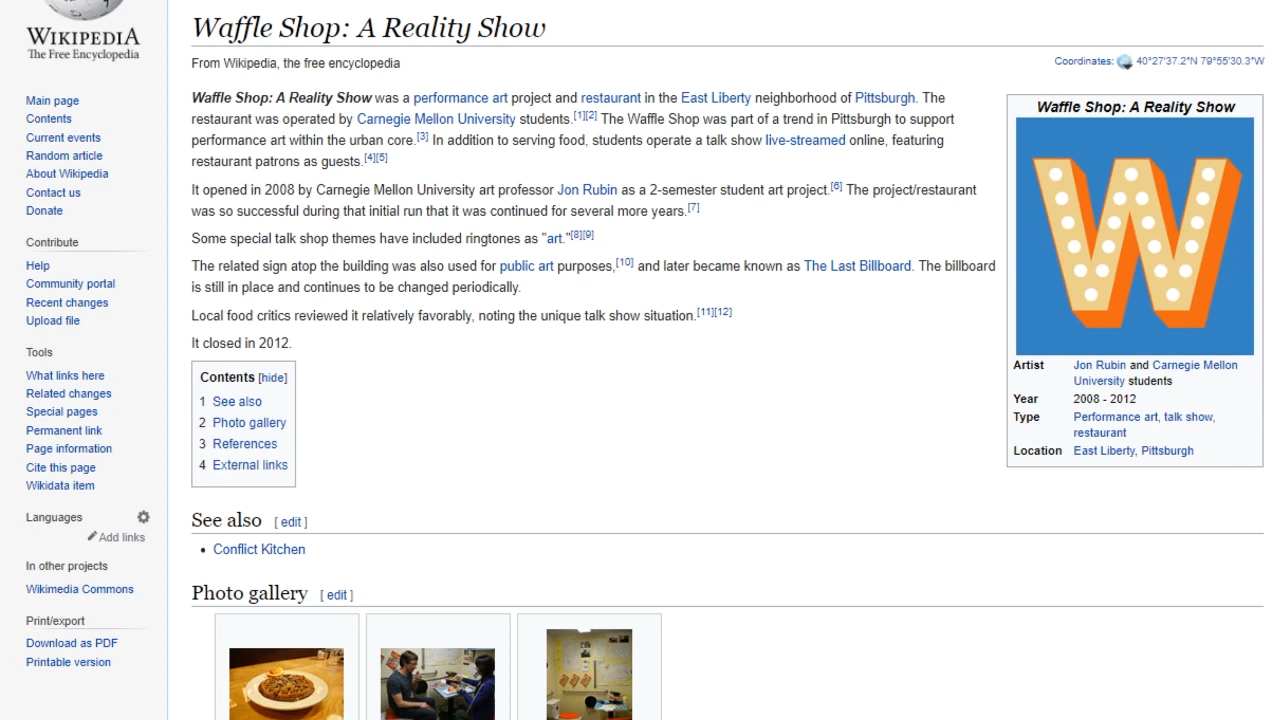 WIKIPEDIA
The Free Encyclopedia
Main page
Contents
Current events
Random article
About Wikipedia
Contact us
Donate
Contribute
Help
Community portal
Recent changes
Upload file
Tools
What links here
Related changes
Special pages
Permanent link
Page information
Cite this page
Wikidata item
Languages
Add links
In other projects
Wikimedia Commons
Print/export
Download as PDF
Printable version
Waffle Shop: A Reality Show
From Wikipedia, the free encyclopedia
Coordinates: 40°27′37.2″N 79°55′30.3″W
Waffle Shop: A Reality Show was a performance art project and restaurant in the East Liberty neighborhood of Pittsburgh. The
restaurant was operated by Carnegie Mellon University students.[1][2] The Waffle Shop was part of a trend in Pittsburgh to support
performance art within the urban core.[3] In addition to serving food, students operate a talk show live-streamed online, featuring
restaurant patrons as guests.[4][5]
It opened in 2008 by Carnegie Mellon University art professor Jon Rubin as a 2-semester student art project.[6] The project/restaurant
was so successful during that initial run that it was continued for several more years.[7]
Some special talk shop themes have included ringtones as "art."[8][9]
The related sign atop the building was also used for public art purposes,[10] and later became known as The Last Billboard. The billboard
is still in place and continues to be changed periodically.
Local food critics reviewed it relatively favorably, noting the unique talk show situation.[11][12]
It closed in 2012.
Contents [hide]
1 See also
2 Photo gallery
3 References
4 External links
Waffle Shop: A Reality Show
W
Artist Jon Rubin and Carnegie Mellon
University students
Year 2008 - 2012
Type Performance art, talk show,
restaurant
Location East Liberty, Pittsburgh
See also [ edit ]
• Conflict Kitchen
Photo gallery [ edit ]